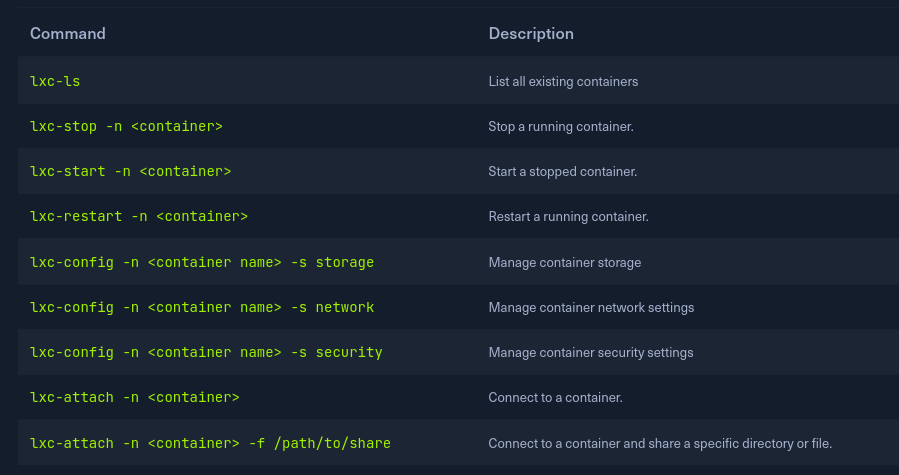 Command Description
lxc-ls List all existing containers
lxc-stop -n <container> Stop a running container.
lxc-start -n <container> Start a stopped container.
lxc-restart -n <container> Restart a running container.
lxc-config -n <container name> -s storage Manage container storage
lxc-config -n <container name> -s network Manage container network settings
lxc-config -n <container name> -s security Manage container security settings
lxc-attach -n <container> Connect to a container.
lxc-attach -n <container> -f /path/to/share Connect to a container and share a specific directory or file.